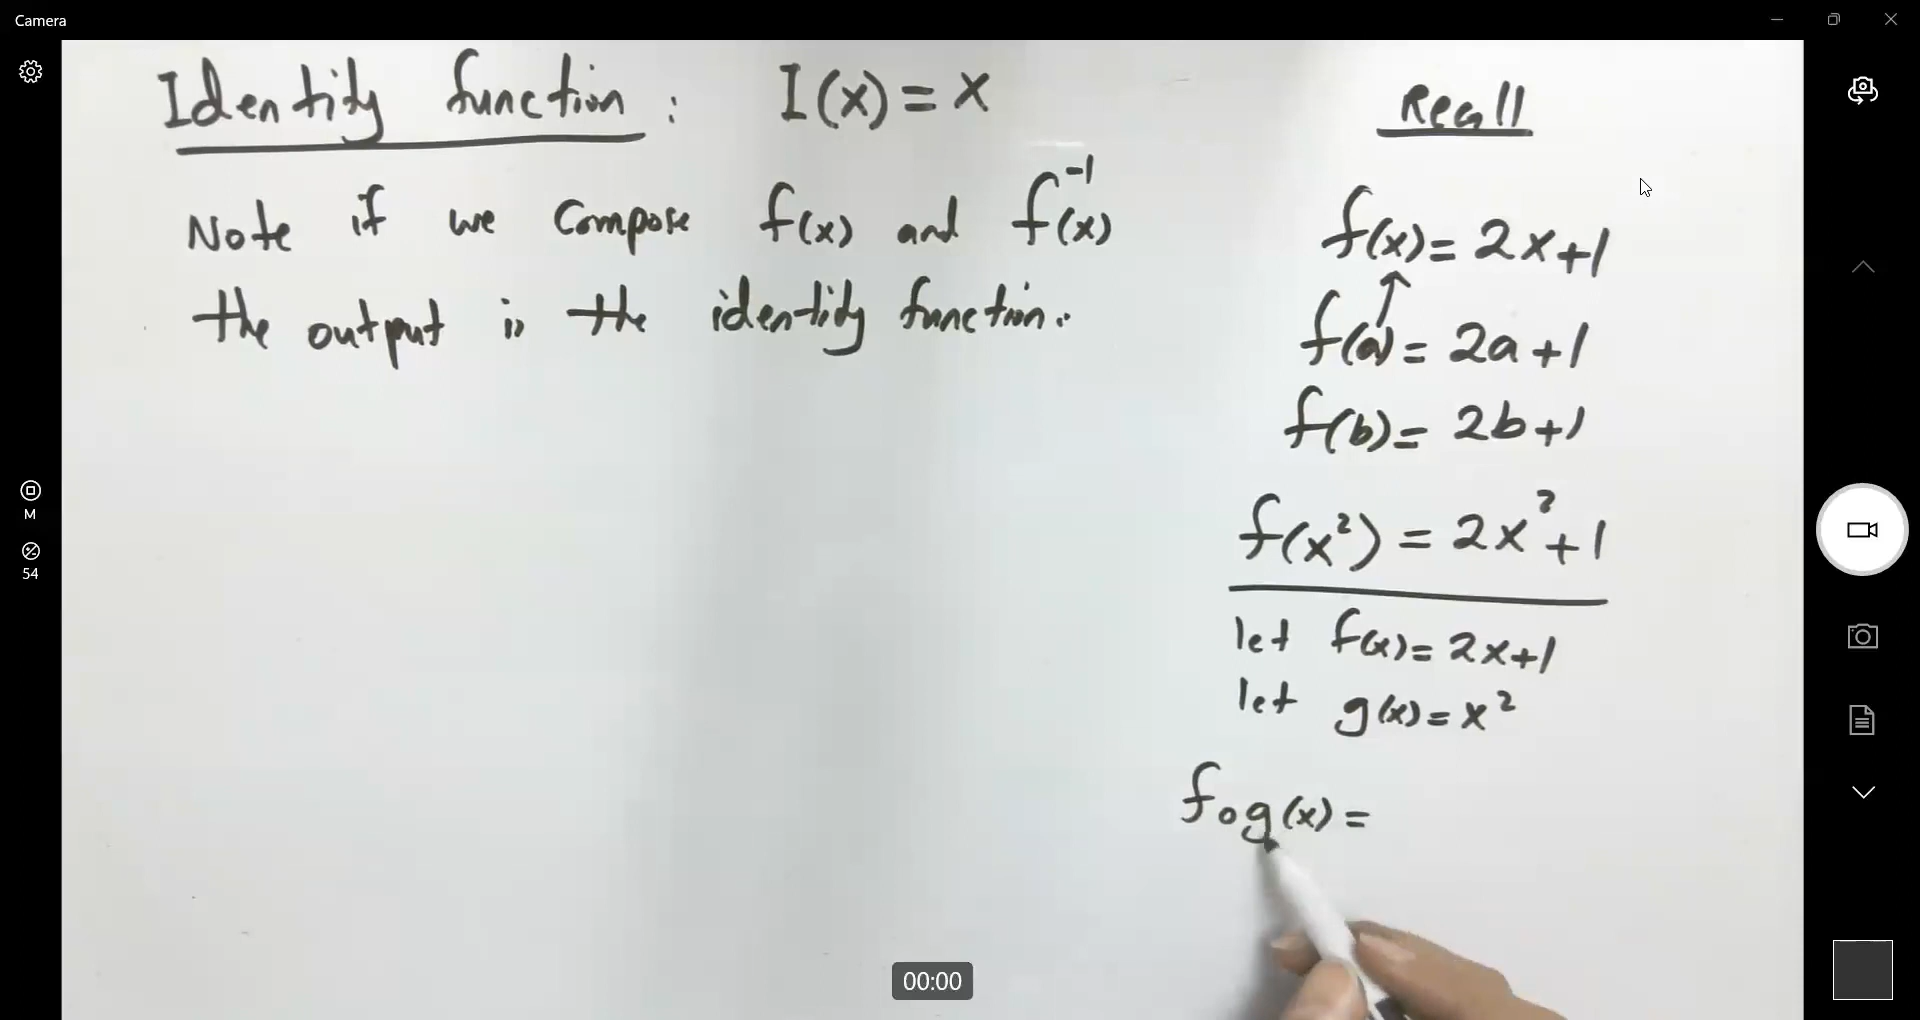 Camera
Identity function : I(x) = x
Note if we compose f(x) and f⁻¹(x)
the output is the identity function.
Recall
f(x) = 2x+1
f(a) = 2a+1
f(b) = 2b+1
f(x²) = 2x²+1
let f(x) = 2x+1
let g(x) = x²
fog(x) =
M
54
00:00